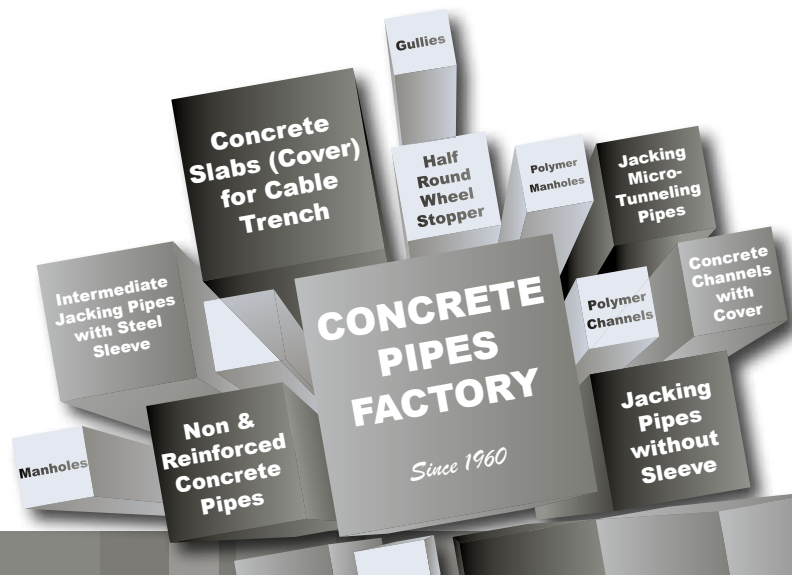 Gullies
Concrete
Slabs (Cover)
for Cable
Trench
Half
Round
Wheel
Stopper
Polymer
Manholes
Jacking
Micro-
Tunneling
Pipes
Intermediate
Jacking Pipes
with Steel
Sleeve
CONCRETE
PIPES
FACTORY
Since 1960
Polymer
Channels
Concrete
Channels
with
Cover
Manholes
Non &
Reinforced
Concrete
Pipes
Jacking
Pipes
without
Sleeve